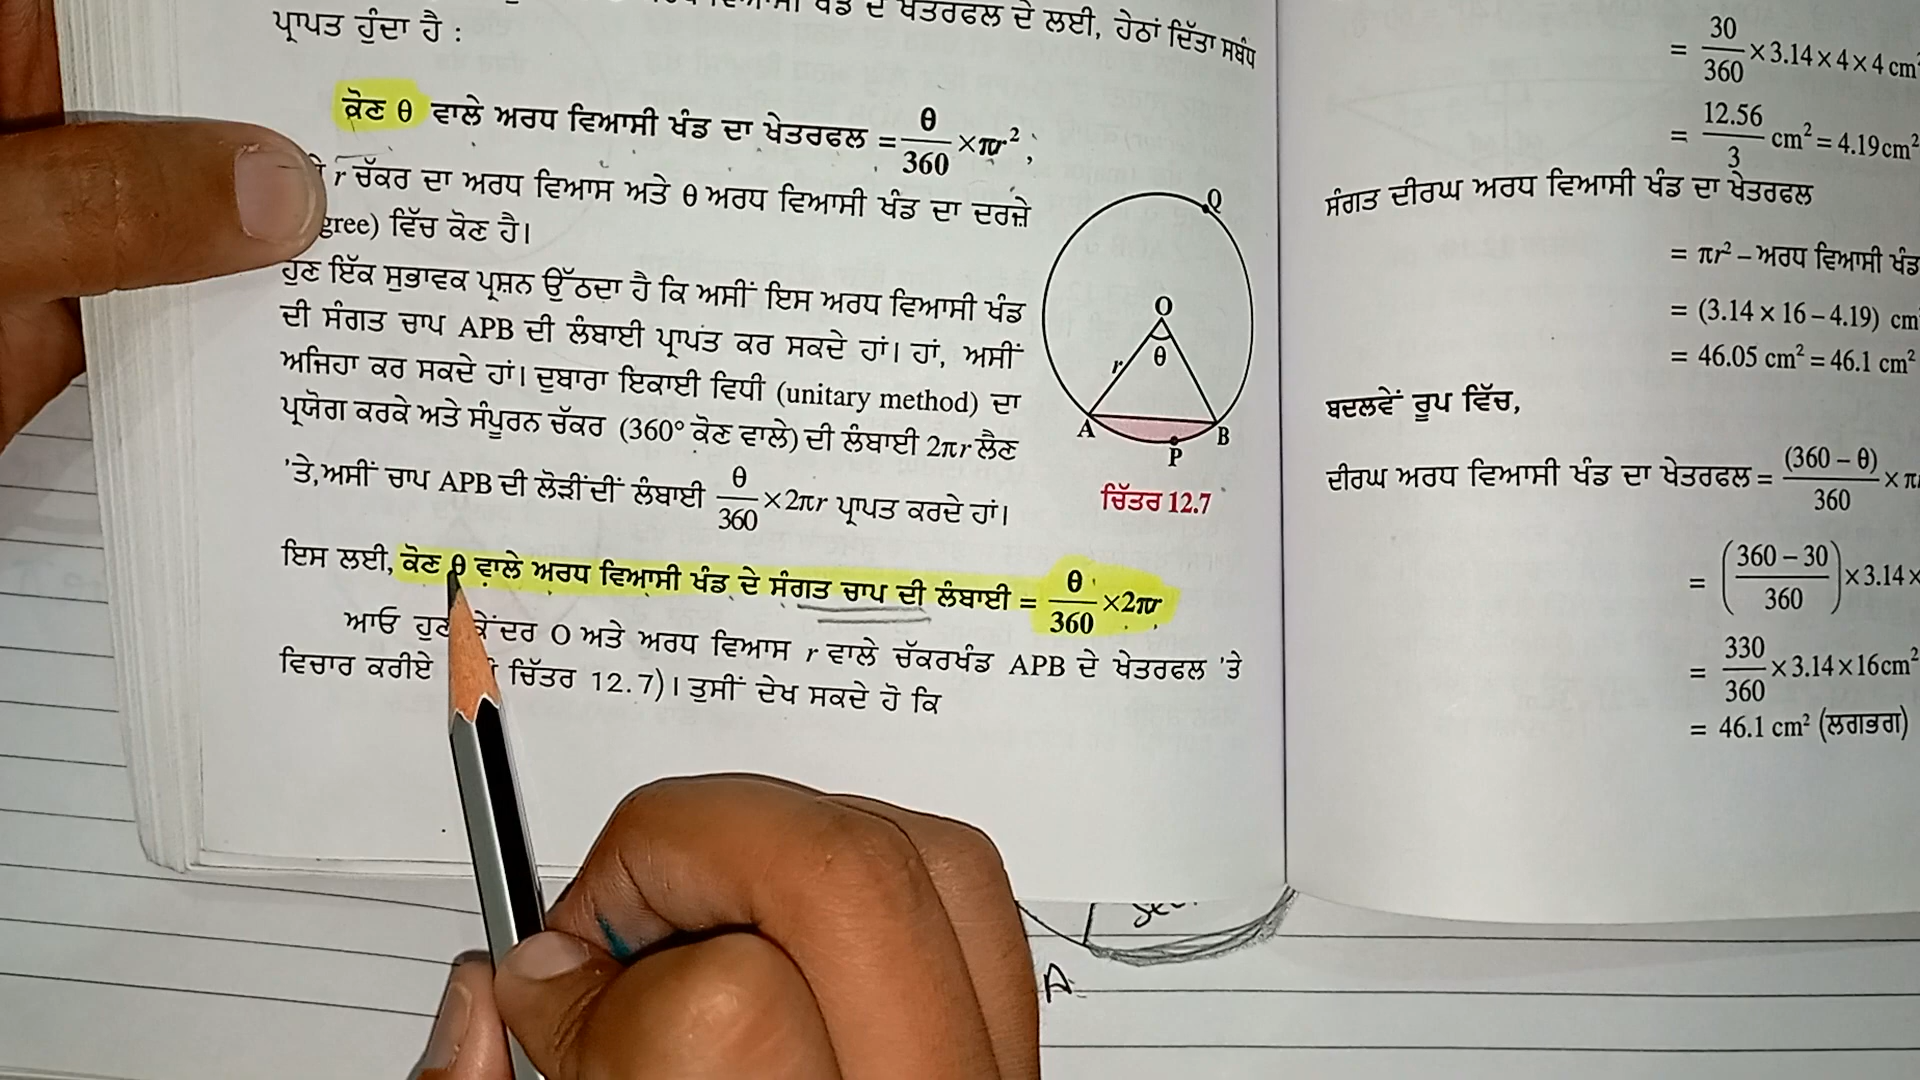 ਖੰਡ ਦੇ ਖੇਤਰਫਲ ਦੇ ਲਈ, ਹੇਠਾਂ ਦਿੱਤਾ ਸਬੰਧ
ਪ੍ਰਾਪਤ ਹੁੰਦਾ ਹੈ :
ਕੋਣ θ ਵਾਲੇ ਅਰਧ ਵਿਆਸੀ ਖੰਡ ਦਾ ਖੇਤਰਫਲ = θ/360 × πr²,
r ਚੱਕਰ ਦਾ ਅਰਧ ਵਿਆਸ ਅਤੇ θ ਅਰਧ ਵਿਆਸੀ ਖੰਡ ਦਾ ਦਰਜ਼ੇ
gree) ਵਿੱਚ ਕੋਣ ਹੈ।
ਹੁਣ ਇੱਕ ਸੁਭਾਵਕ ਪ੍ਰਸ਼ਨ ਉੱਠਦਾ ਹੈ ਕਿ ਅਸੀਂ ਇਸ ਅਰਧ ਵਿਆਸੀ ਖੰਡ
ਦੀ ਸੰਗਤ ਚਾਪ APB ਦੀ ਲੰਬਾਈ ਪ੍ਰਾਪਤ ਕਰ ਸਕਦੇ ਹਾਂ। ਹਾਂ, ਅਸੀਂ
ਅਜਿਹਾ ਕਰ ਸਕਦੇ ਹਾਂ। ਦੁਬਾਰਾ ਇਕਾਈ ਵਿਧੀ (unitary method) ਦਾ
ਪ੍ਰਯੋਗ ਕਰਕੇ ਅਤੇ ਸੰਪੂਰਨ ਚੱਕਰ (360° ਕੋਣ ਵਾਲੇ) ਦੀ ਲੰਬਾਈ 2πr ਲੈਣ
'ਤੇ, ਅਸੀਂ ਚਾਪ APB ਦੀ ਲੋੜੀਂਦੀਂ ਲੰਬਾਈ θ/360 × 2πr ਪ੍ਰਾਪਤ ਕਰਦੇ ਹਾਂ।
Q
O
θ
r
A
B
P
ਚਿੱਤਰ 12.7
ਇਸ ਲਈ, ਕੋਣ θ ਵਾਲੇ ਅਰਧ ਵਿਆਸੀ ਖੰਡ ਦੇ ਸੰਗਤ ਚਾਪ ਦੀ ਲੰਬਾਈ = θ/360 × 2πr
ਆਓ ਹੁਣ ਕੇਂਦਰ O ਅਤੇ ਅਰਧ ਵਿਆਸ r ਵਾਲੇ ਚੱਕਰਖੰਡ APB ਦੇ ਖੇਤਰਫਲ 'ਤੇ
ਵਿਚਾਰ ਕਰੀਏ ਚਿੱਤਰ 12.7)। ਤੁਸੀਂ ਦੇਖ ਸਕਦੇ ਹੋ ਕਿ
= 30/360 × 3.14 × 4 × 4 cm
= 12.56/3 cm² = 4.19 cm²
ਸੰਗਤ ਦੀਰਘ ਅਰਧ ਵਿਆਸੀ ਖੰਡ ਦਾ ਖੇਤਰਫਲ
= πr² – ਅਰਧ ਵਿਆਸੀ ਖੰਡ
= (3.14 × 16 – 4.19) cm
= 46.05 cm² = 46.1 cm²
ਬਦਲਵੇਂ ਰੂਪ ਵਿੱਚ,
ਦੀਰਘ ਅਰਧ ਵਿਆਸੀ ਖੰਡ ਦਾ ਖੇਤਰਫਲ = (360 – θ)/360 × π
= (360 – 30/360) × 3.14 ×
= 330/360 × 3.14 × 16 cm²
= 46.1 cm² (ਲਗਭਗ)
A